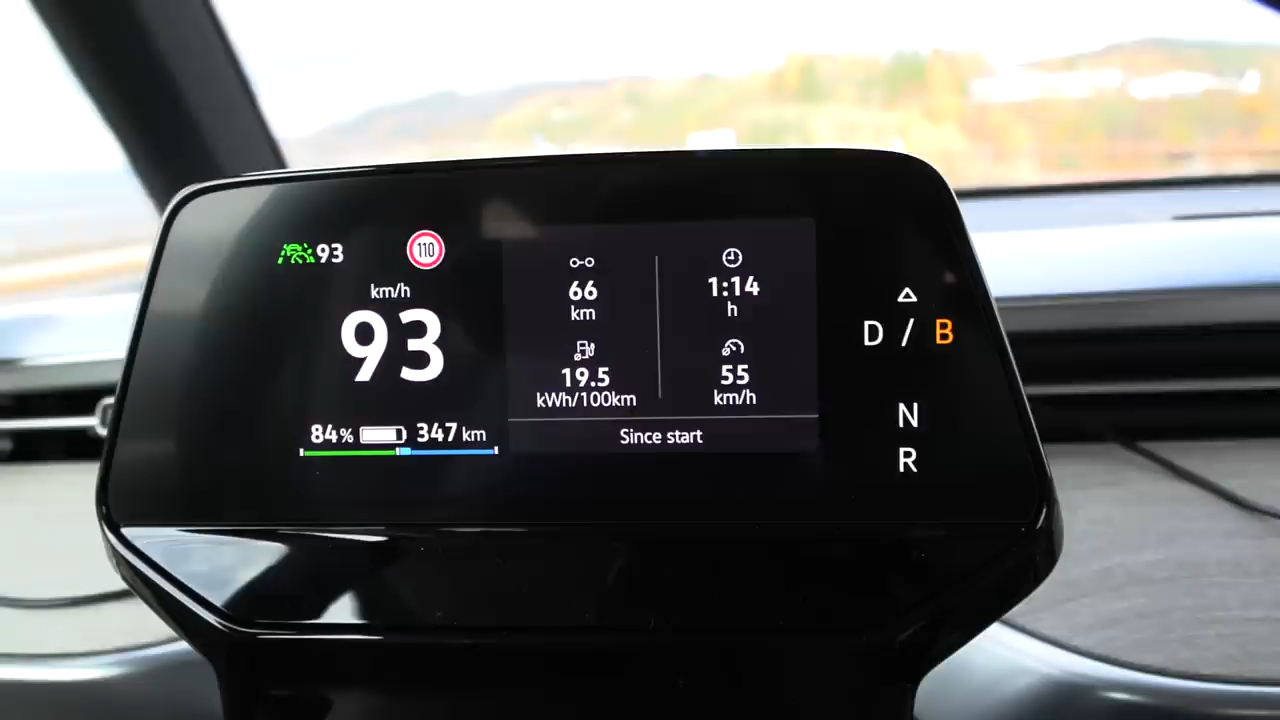 93
110
km/h
93
84% 347 km
66
km
1:14
h
19.5
kWh/100km
55
km/h
Since start
D / B
N
R